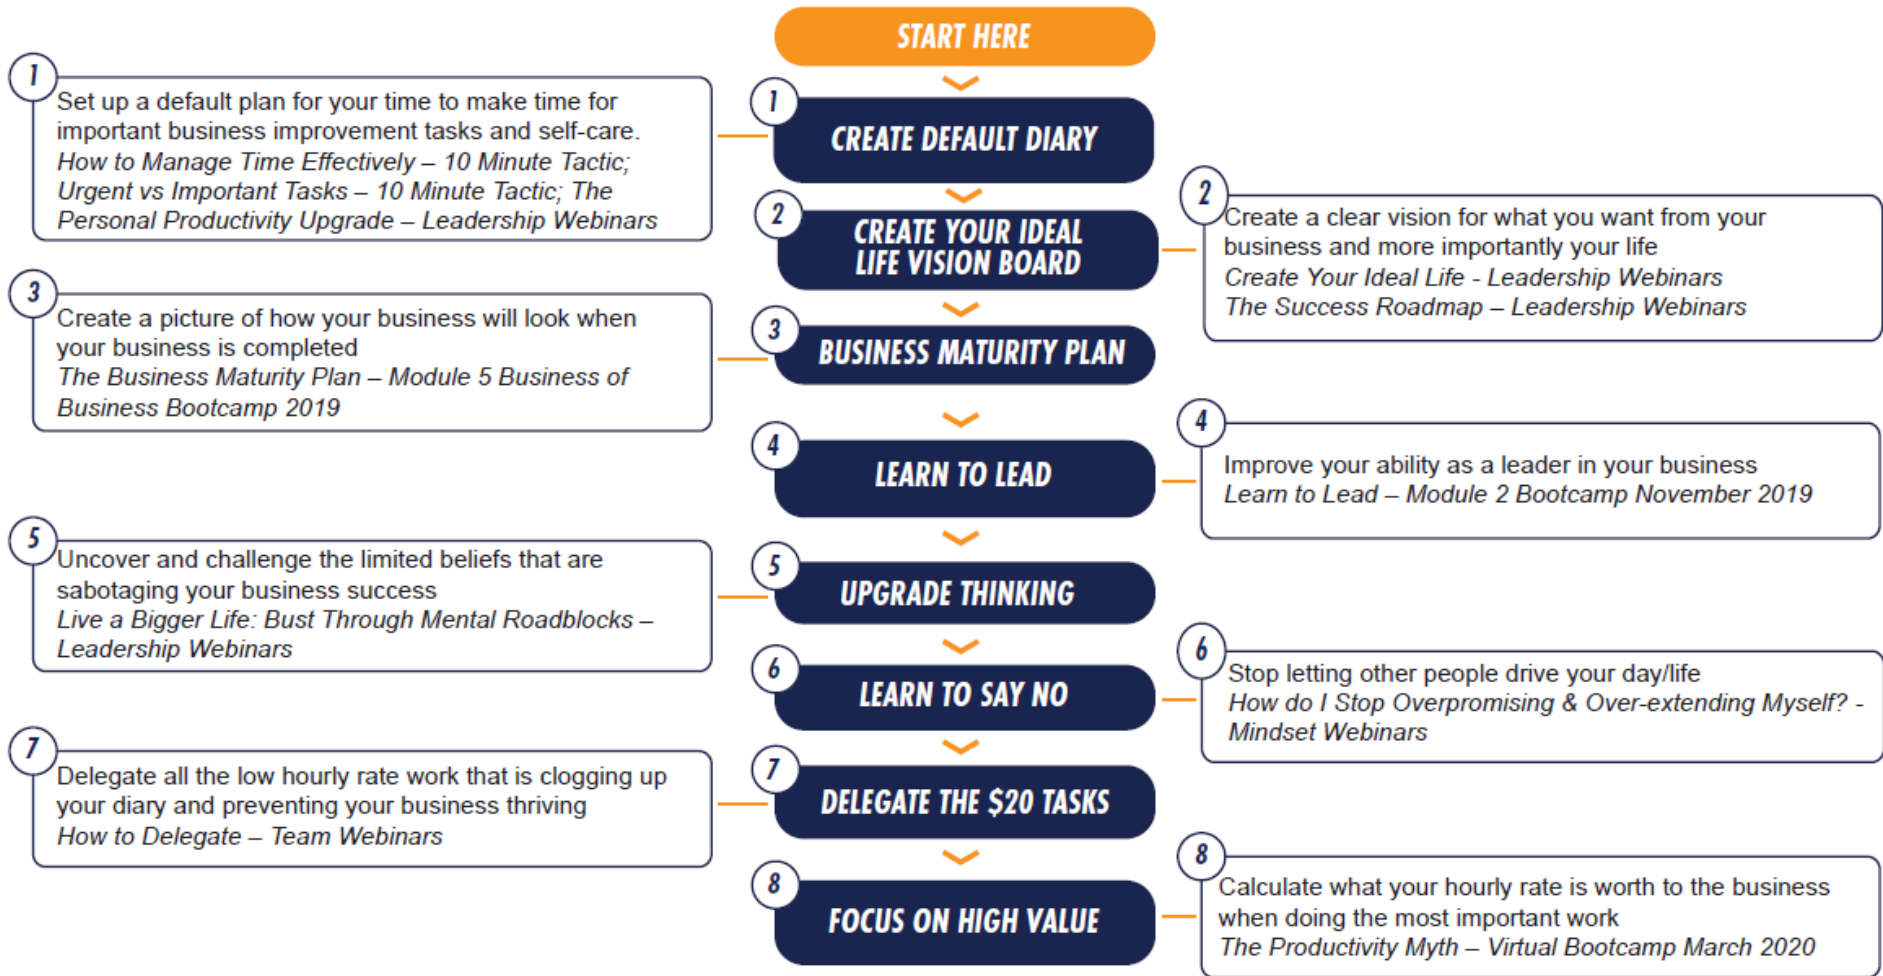 START HERE
1
Set up a default plan for your time to make time for
important business improvement tasks and self-care.
How to Manage Time Effectively – 10 Minute Tactic;
Urgent vs Important Tasks – 10 Minute Tactic; The
Personal Productivity Upgrade – Leadership Webinars
1
CREATE DEFAULT DIARY
2
CREATE YOUR IDEAL
LIFE VISION BOARD
2
Create a clear vision for what you want from your
business and more importantly your life
Create Your Ideal Life - Leadership Webinars
The Success Roadmap – Leadership Webinars
3
Create a picture of how your business will look when
your business is completed
The Business Maturity Plan – Module 5 Business of
Business Bootcamp 2019
3
BUSINESS MATURITY PLAN
4
LEARN TO LEAD
4
Improve your ability as a leader in your business
Learn to Lead – Module 2 Bootcamp November 2019
5
Uncover and challenge the limited beliefs that are
sabotaging your business success
Live a Bigger Life: Bust Through Mental Roadblocks –
Leadership Webinars
5
UPGRADE THINKING
6
LEARN TO SAY NO
6
Stop letting other people drive your day/life
How do I Stop Overpromising & Over-extending Myself? -
Mindset Webinars
7
Delegate all the low hourly rate work that is clogging up
your diary and preventing your business thriving
How to Delegate – Team Webinars
7
DELEGATE THE $20 TASKS
8
FOCUS ON HIGH VALUE
8
Calculate what your hourly rate is worth to the business
when doing the most important work
The Productivity Myth – Virtual Bootcamp March 2020